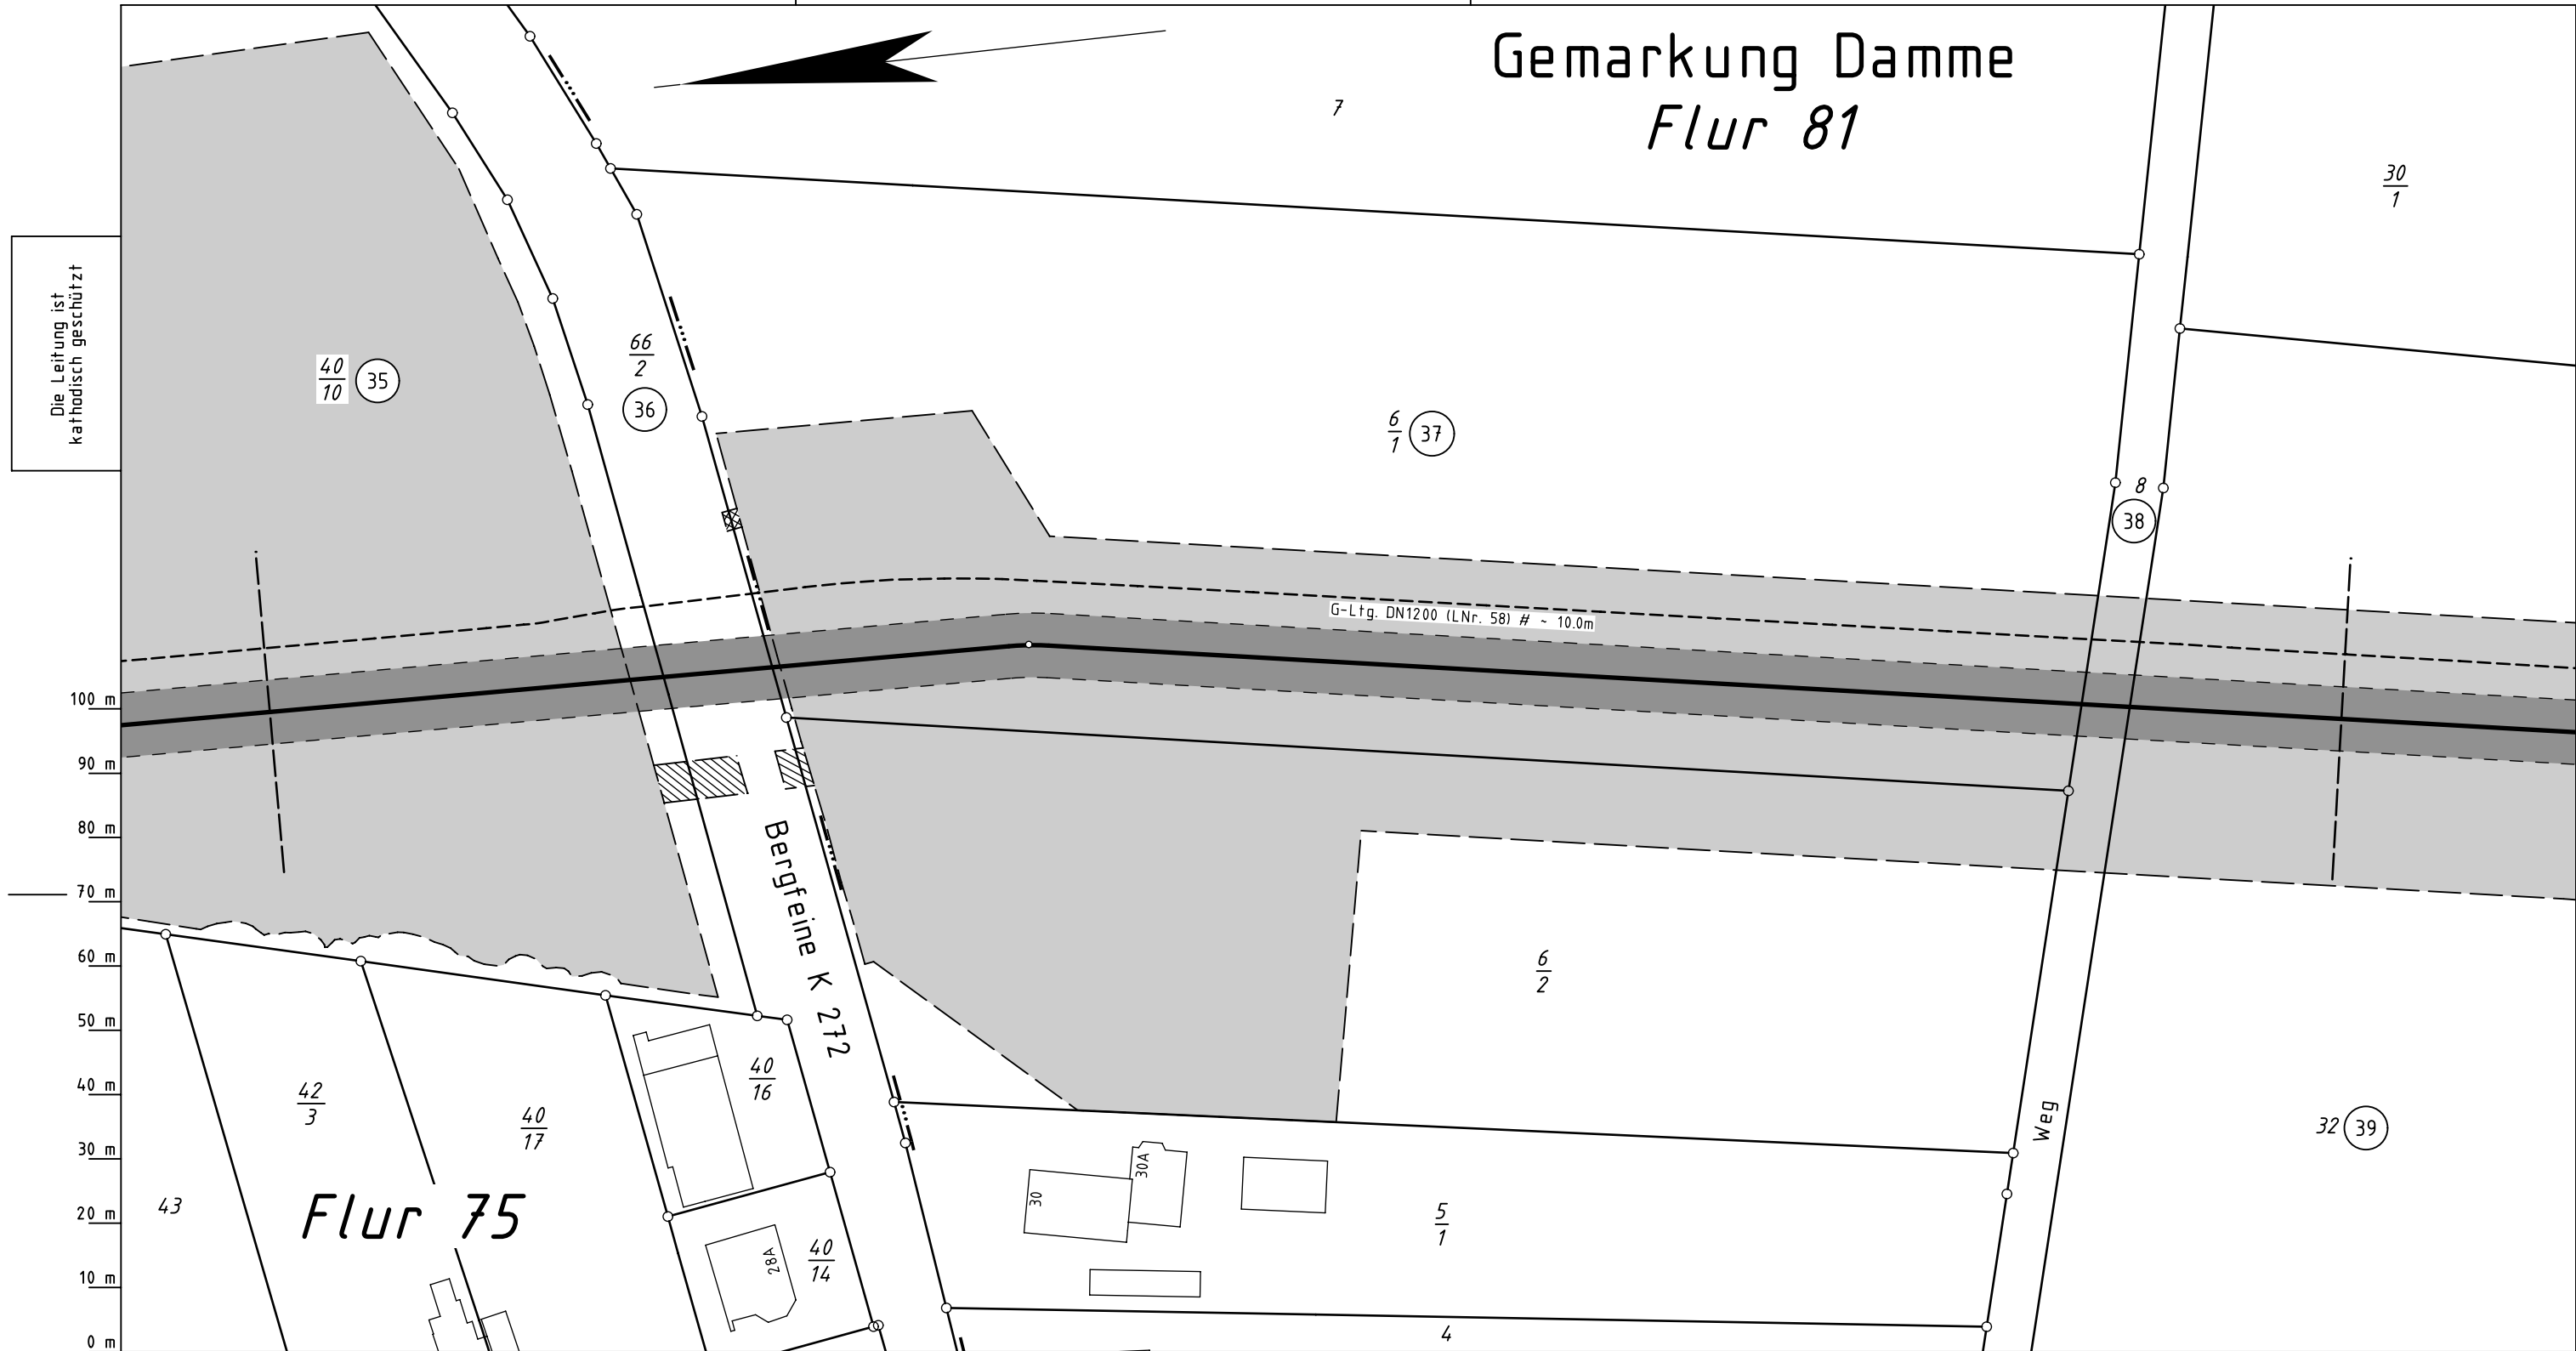 Gemarkung Damme
Flur 81
7
30
1
Die Leitung ist
kathodisch geschützt
66
2
36
40
10
35
6
1
37
8
38
G-Ltg. DN1200 (LNr. 58) # ~ 10.0m
100 m
90 m
80 m
70 m
60 m
50 m
40 m
30 m
20 m
10 m
0 m
Bergfeine K 272
6
2
40
16
42
3
40
17
Weg
32
39
30A
30
43
Flur 75
5
1
40
14
28A
4